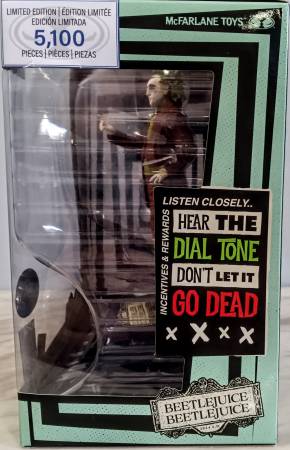 LIMITED EDITION | ÉDITION LIMITÉE
EDICIÓN LIMITADA
5,100
PIECES | PIÈCES | PIEZAS
McFARLANE TOYS
LISTEN CLOSELY..
INCENTIVES & REWARDS
HEAR THE
DIAL TONE
DON'T LET IT
GO DEAD
X X X X
BEETLEJUICE
BEETLEJUICE